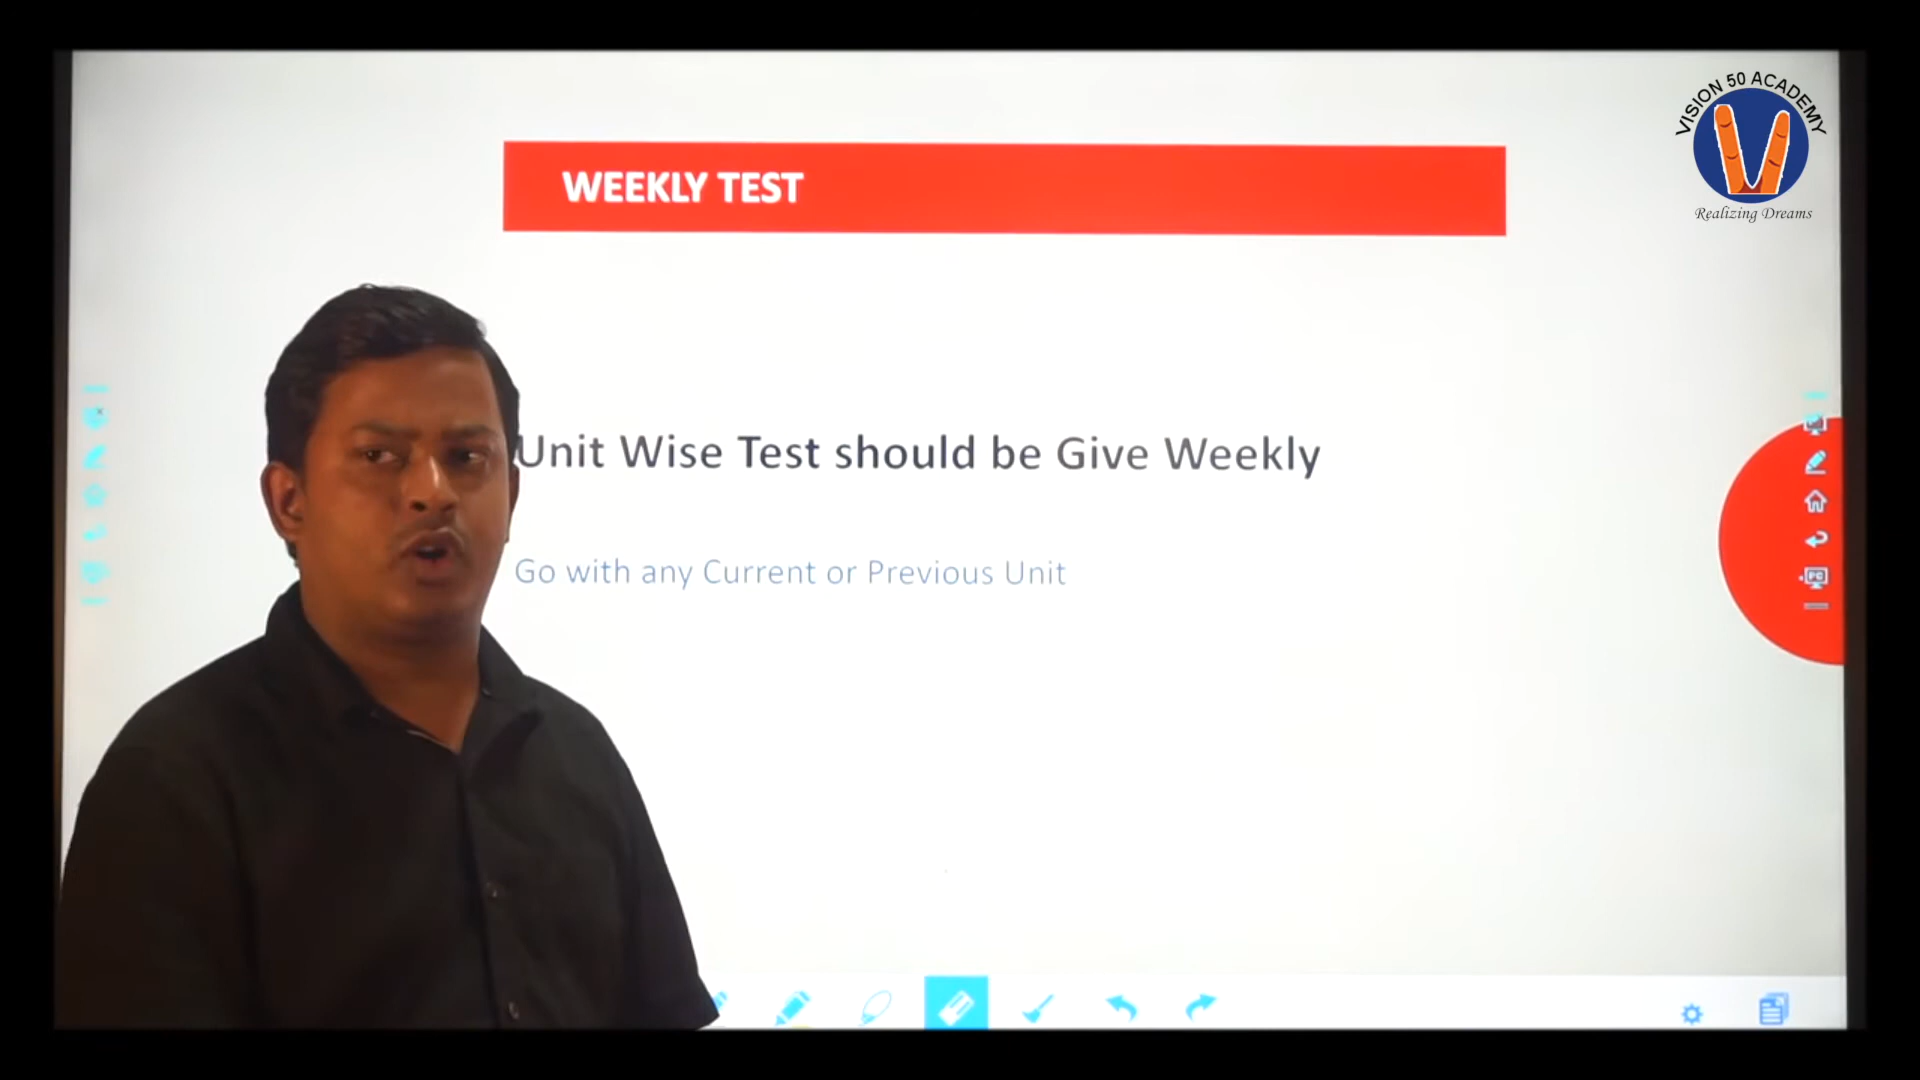 VISION 50 ACADEMY
Realizing Dreams
WEEKLY TEST
Unit Wise Test should be Give Weekly
Go with any Current or Previous Unit
PC